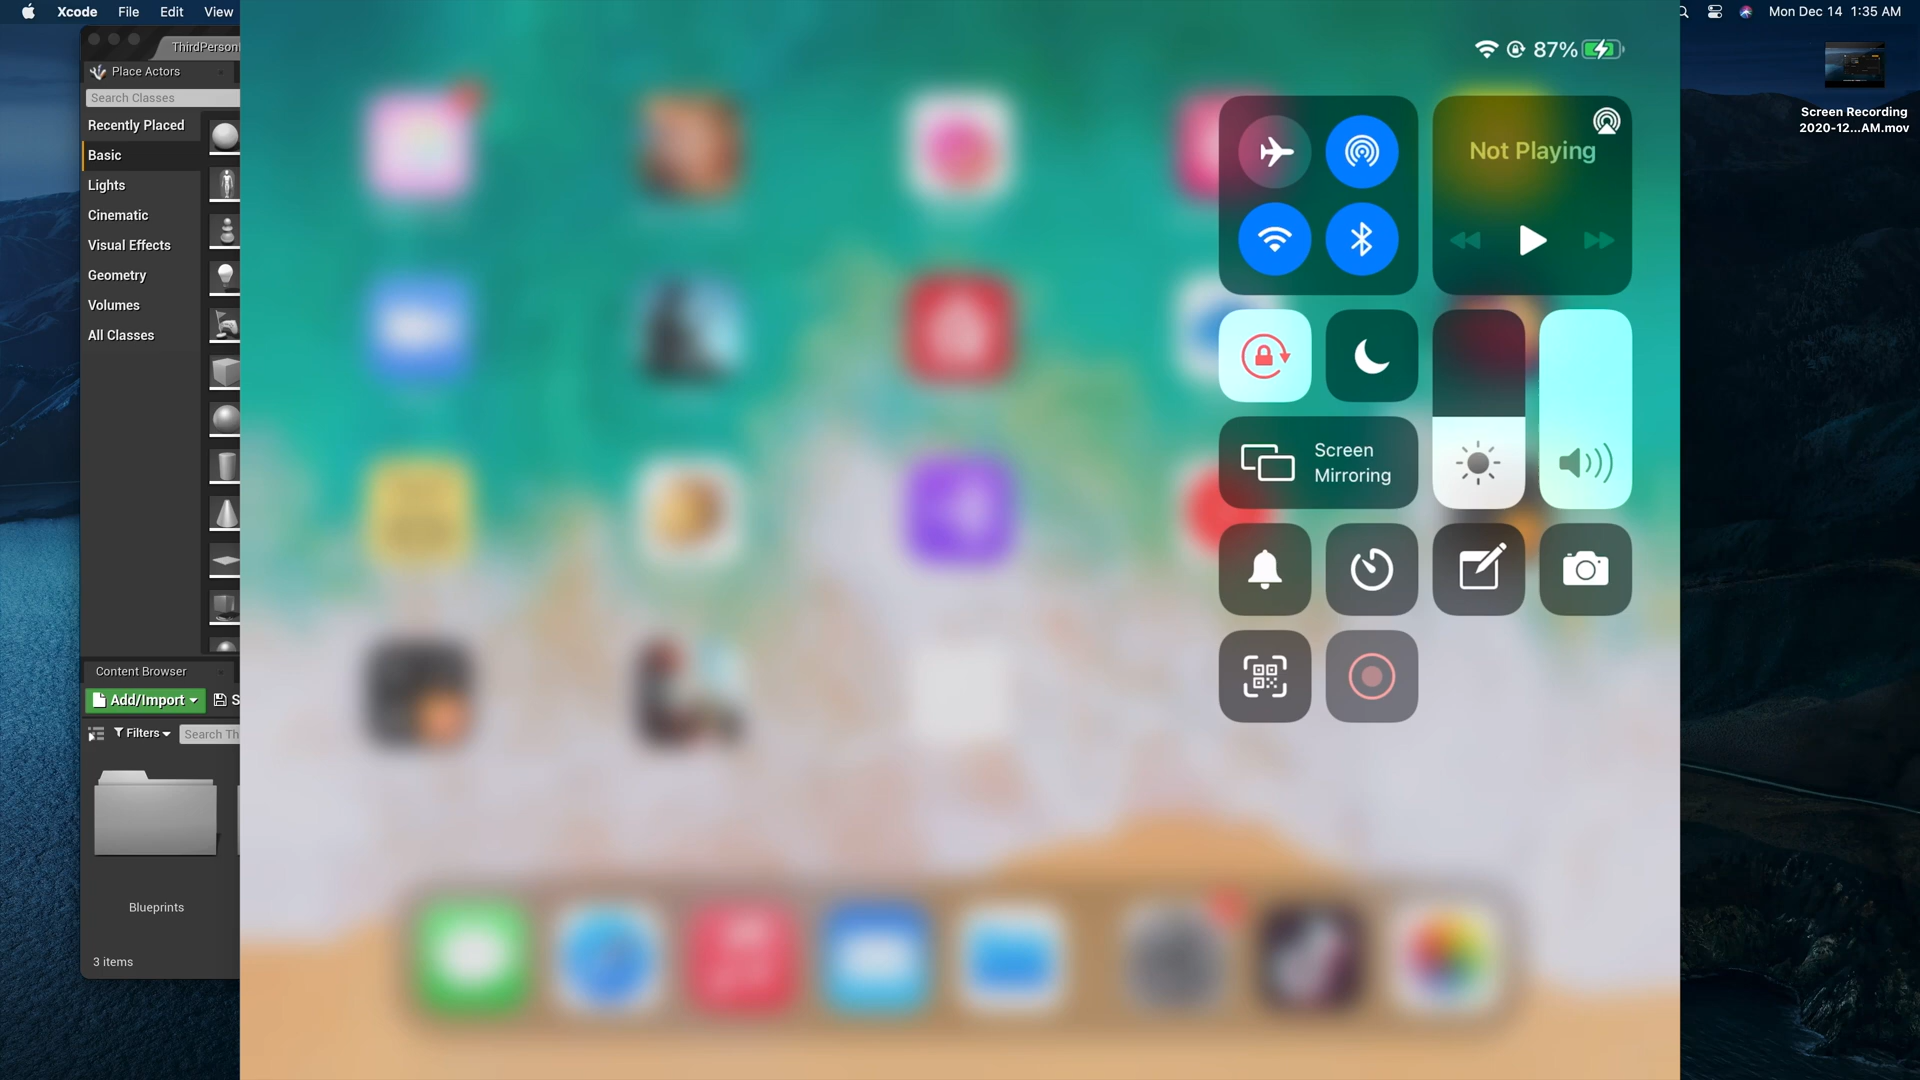 Xcode File Edit View
Mon Dec 14 1:35 AM
ThirdPerson
Place Actors
Search Classes
Recently Placed
Basic
Lights
Cinematic
Visual Effects
Geometry
Volumes
All Classes
Content Browser
Add/Import
S
Filters
Search Th
Blueprints
3 items
87%
Not Playing
Screen
Mirroring
Screen Recording
2020-12...AM.mov